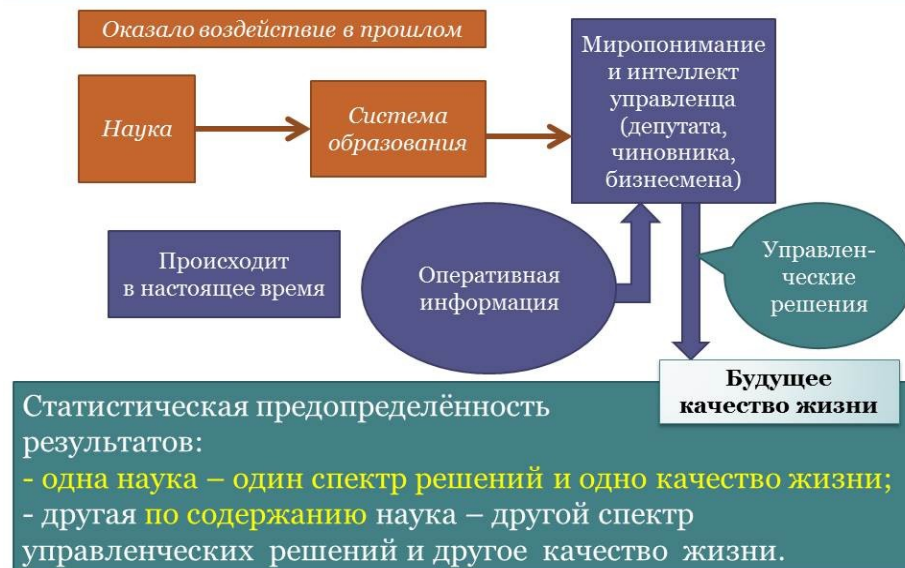 Оказало воздействие в прошлом
Миропонимание
и интеллект
управленца
(депутата,
чиновника,
бизнесмена)
Наука
Система
образования
Происходит
в настоящее время
Оперативная
информация
Управлен-
ческие
решения
Будущее
качество жизни
Статистическая предопределённость
результатов:
- одна наука – один спектр решений и одно качество жизни;
- другая по содержанию наука – другой спектр
управленческих решений и другое качество жизни.